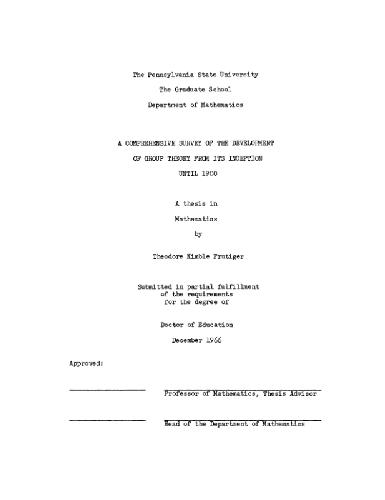 The Pennsylvania State University
The Graduate School
Department of Mathematics
A COMPREHENSIVE SURVEY OF THE DEVELOPMENT
OF GROUP THEORY FROM ITS INCEPTION
UNTIL 1900
A thesis in
Mathematics
by
Theodore Nimble Frutiger
Submitted in partial fulfillment
of the requirements
for the degree of
Doctor of Education
December 1966
Approved:
Professor of Mathematics, Thesis Advisor
Head of the Department of Mathematics